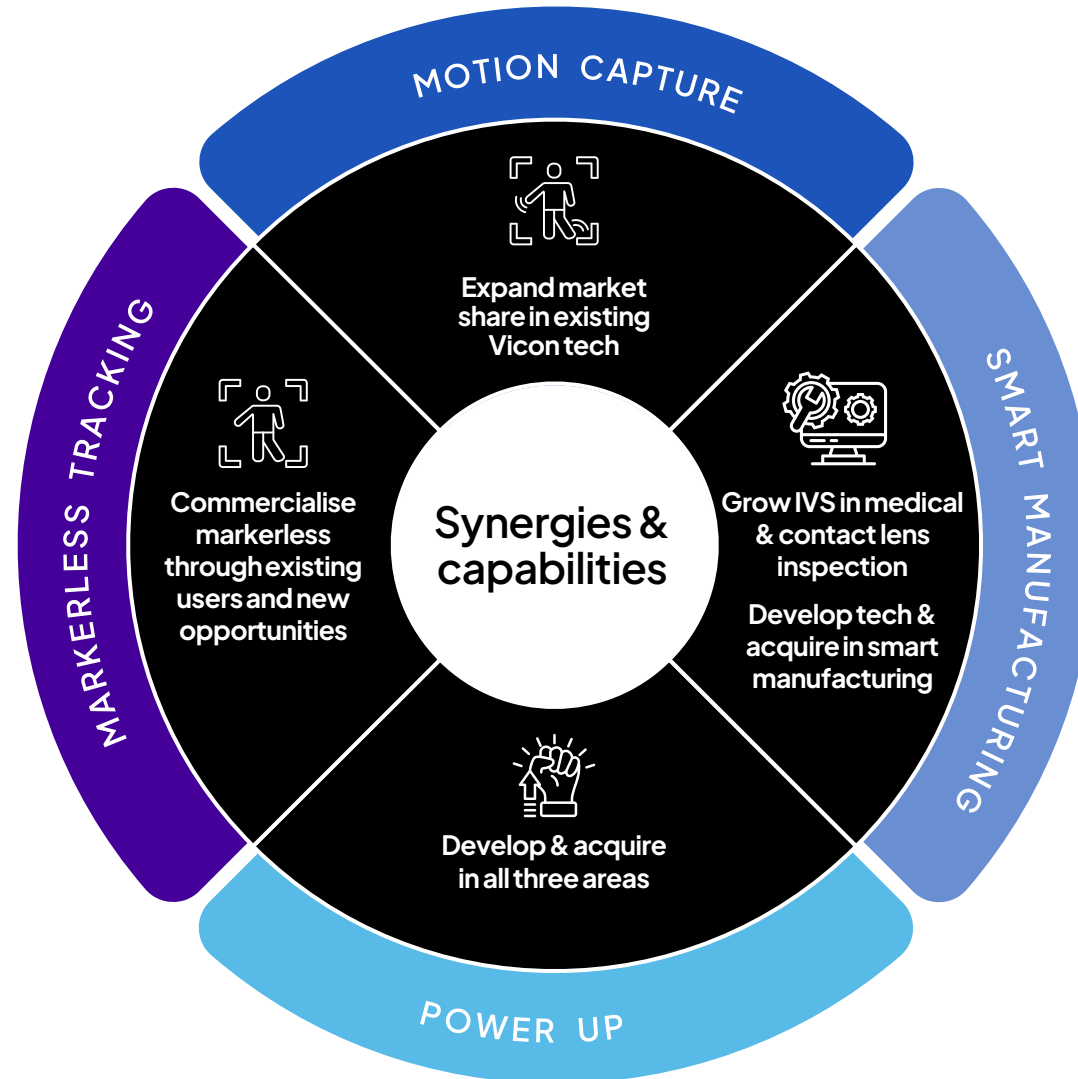 MOTION CAPTURE
Expand market
share in existing
Vicon tech
MARKERLESS TRACKING
Commercialise
markerless
through existing
users and new
opportunities
Synergies &
capabilities
SMART MANUFACTURING
Grow IVS in medical
& contact lens
inspection
Develop tech &
acquire in smart
manufacturing
Develop & acquire
in all three areas
POWER UP